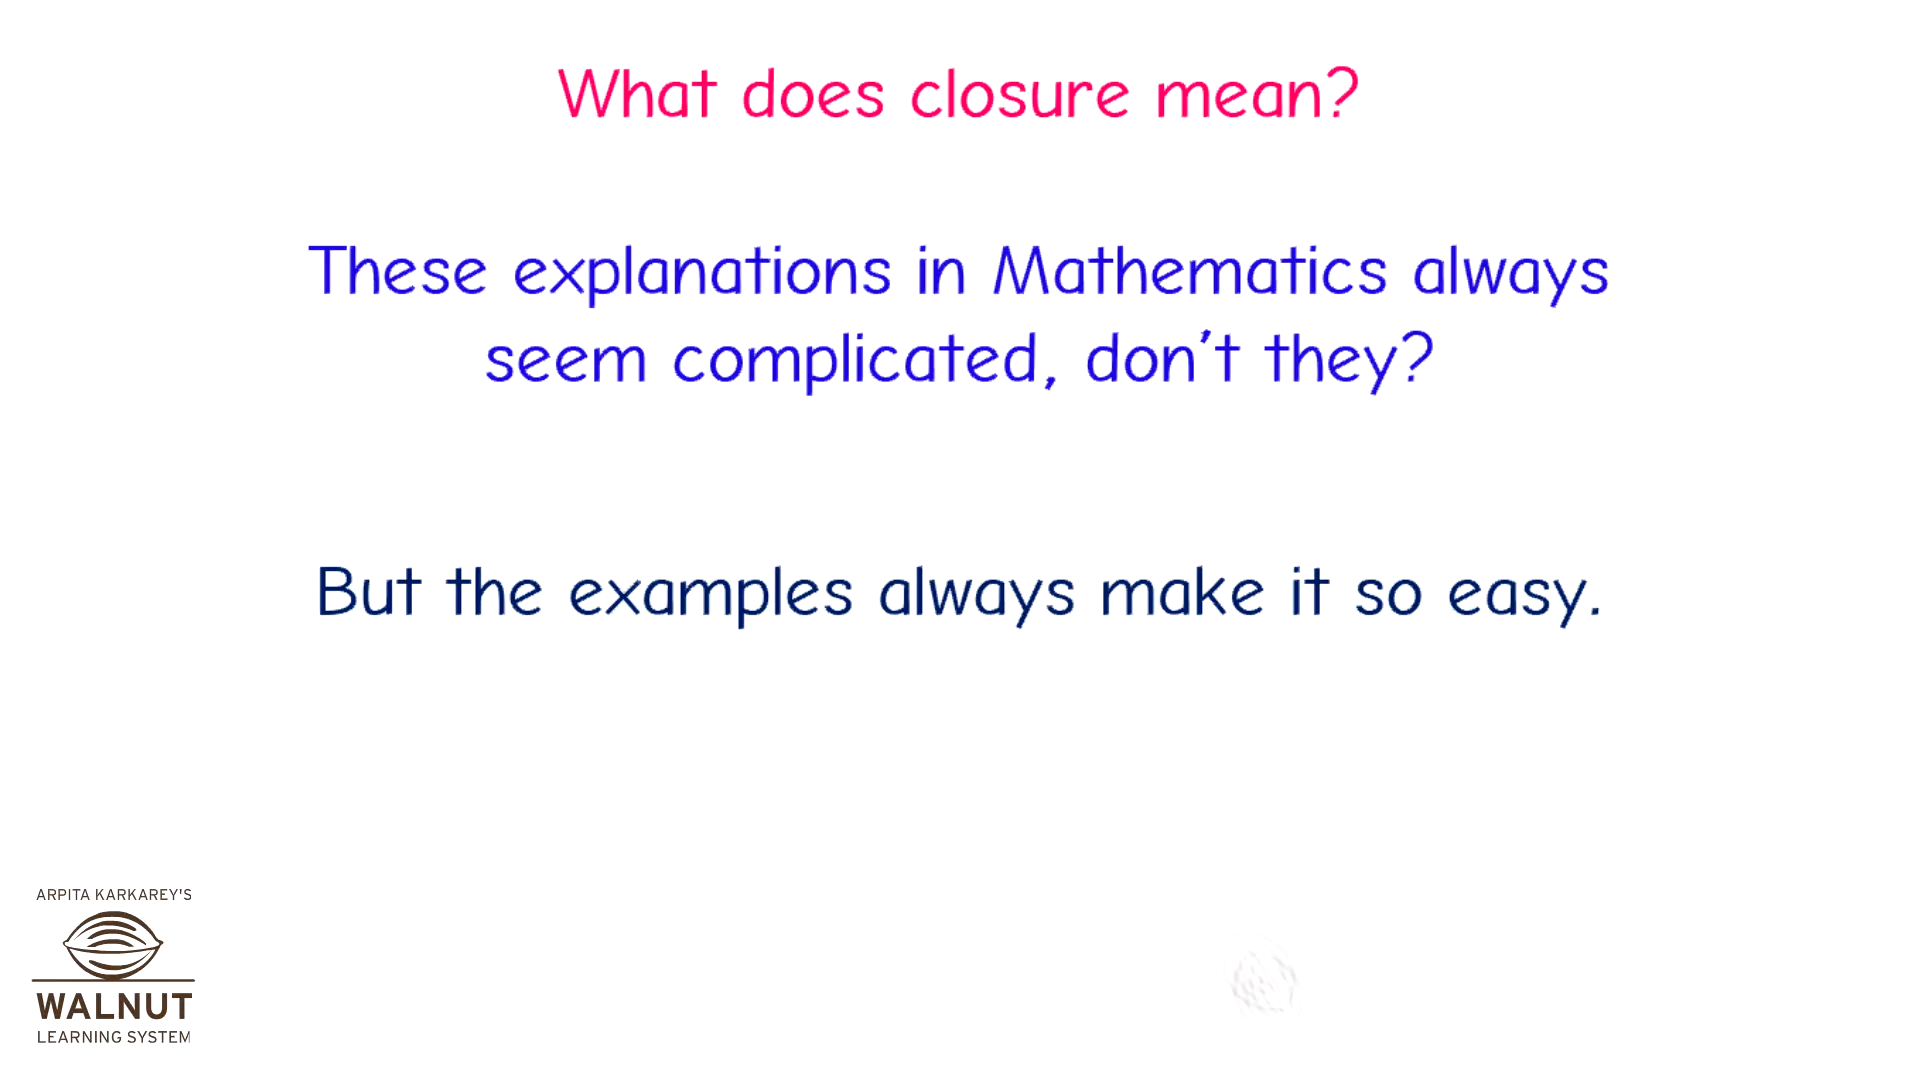 What does closure mean?
These explanations in Mathematics always
seem complicated, don't they?
But the examples always make it so easy.
ARPITA KARKAREY'S
WALNUT
LEARNING SYSTEM